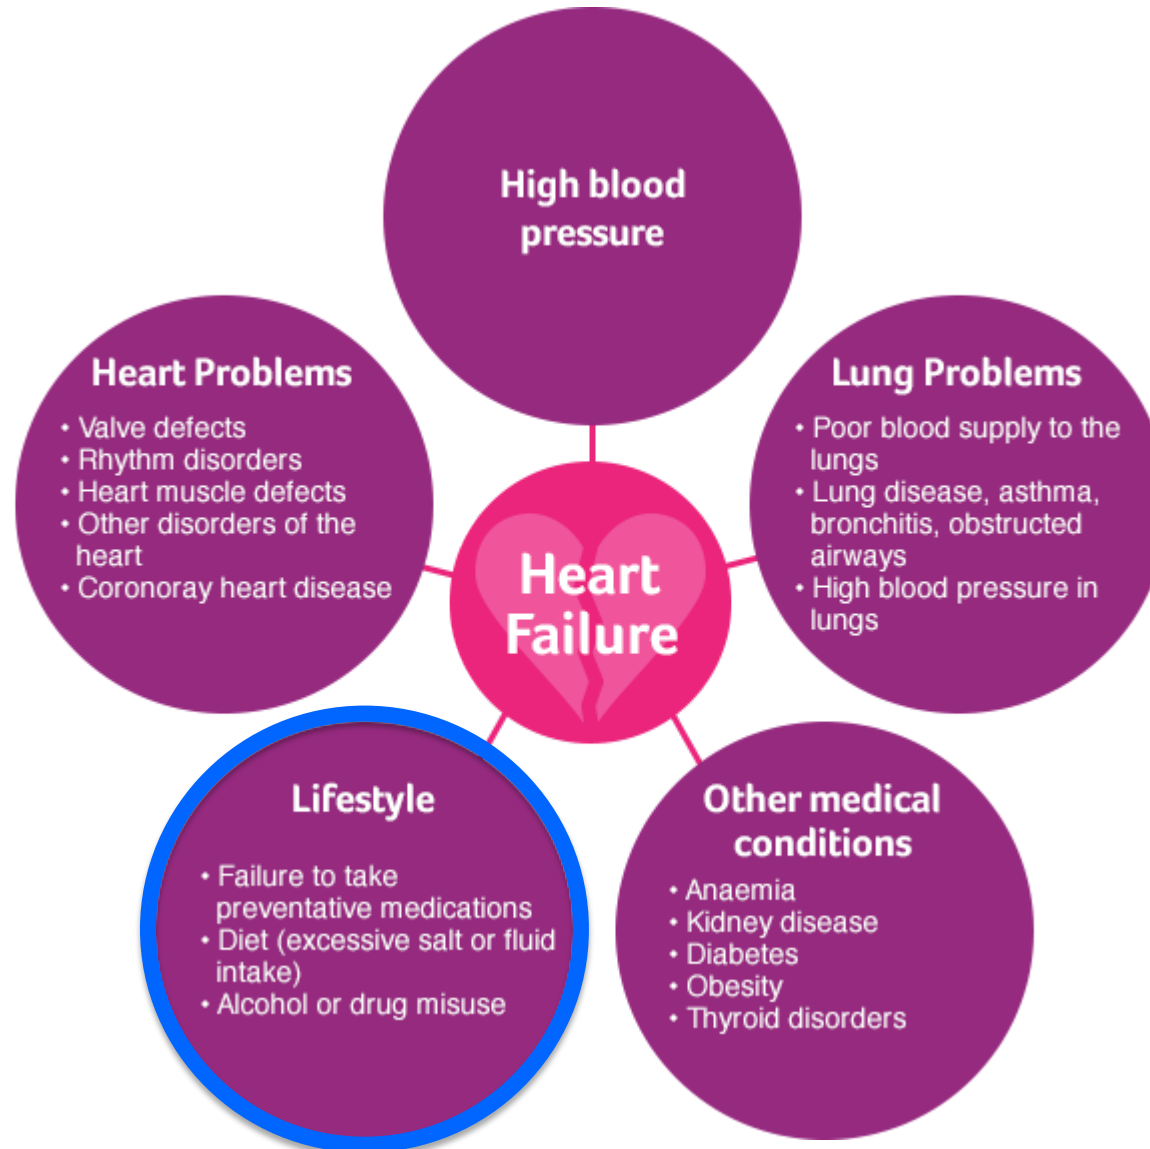 High blood
pressure
Heart Problems
• Valve defects
• Rhythm disorders
• Heart muscle defects
• Other disorders of the
heart
• Coronoray heart disease
Lung Problems
• Poor blood supply to the
lungs
• Lung disease, asthma,
bronchitis, obstructed
airways
• High blood pressure in
lungs
Heart
Failure
Lifestyle
• Failure to take
preventative medications
• Diet (excessive salt or fluid
intake)
• Alcohol or drug misuse
Other medical
conditions
• Anaemia
• Kidney disease
• Diabetes
• Obesity
• Thyroid disorders